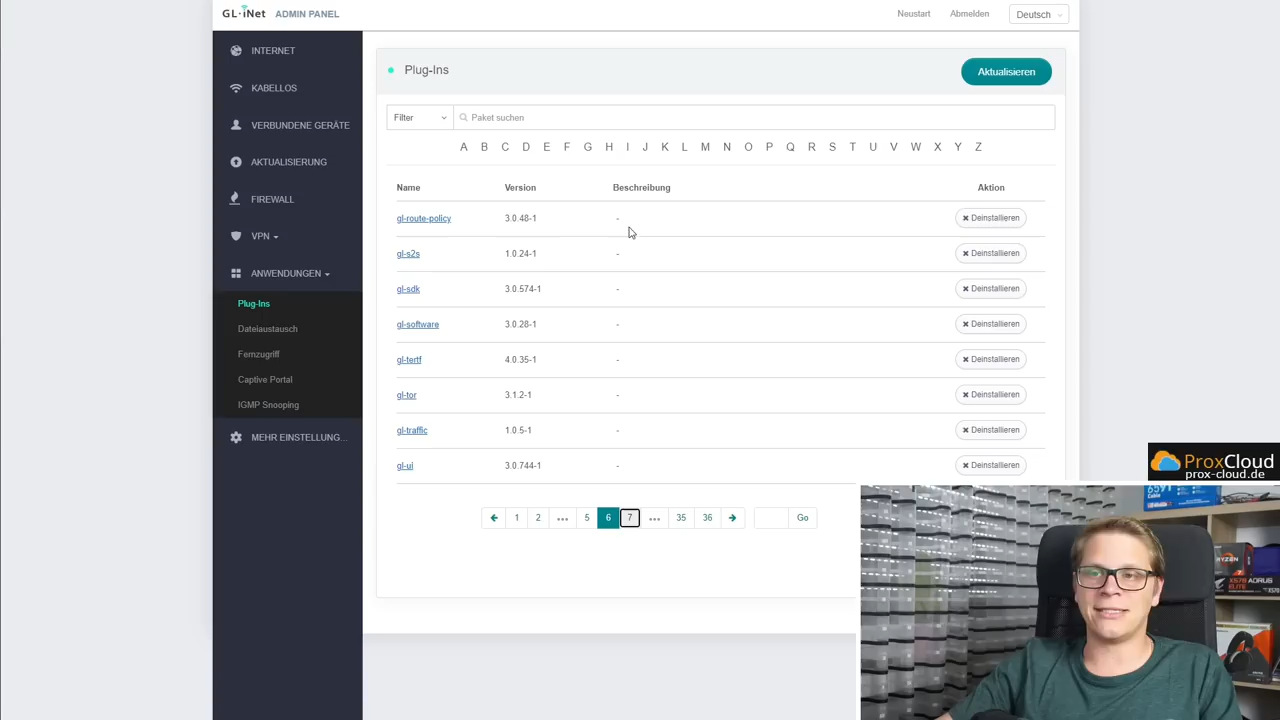 GL·iNet ADMIN PANEL
Neustart Abmelden Deutsch
INTERNET
KABELLOS
VERBUNDENE GERÄTE
AKTUALISIERUNG
FIREWALL
VPN
ANWENDUNGEN
Plug-Ins
Dateiaustausch
Fernzugriff
Captive Portal
IGMP Snooping
MEHR EINSTELLUNG...
Plug-Ins
Aktualisieren
Filter Paket suchen
A B C D E F G H I J K L M N O P Q R S T U V W X Y Z
Name Version Beschreibung Aktion
gl-route-policy 3.0.48-1 - Deinstallieren
gl-s2s 1.0.24-1 - Deinstallieren
gl-sdk 3.0.574-1 - Deinstallieren
gl-software 3.0.28-1 - Deinstallieren
gl-tertf 4.0.35-1 - Deinstallieren
gl-tor 3.1.2-1 - Deinstallieren
gl-traffic 1.0.5-1 - Deinstallieren
gl-ui 3.0.744-1 - Deinstallieren
1 2 ... 5 6 7 ... 35 36 Go
ProxCloud
prox-cloud.de
RYZEN
X570 AORUS
ELITE